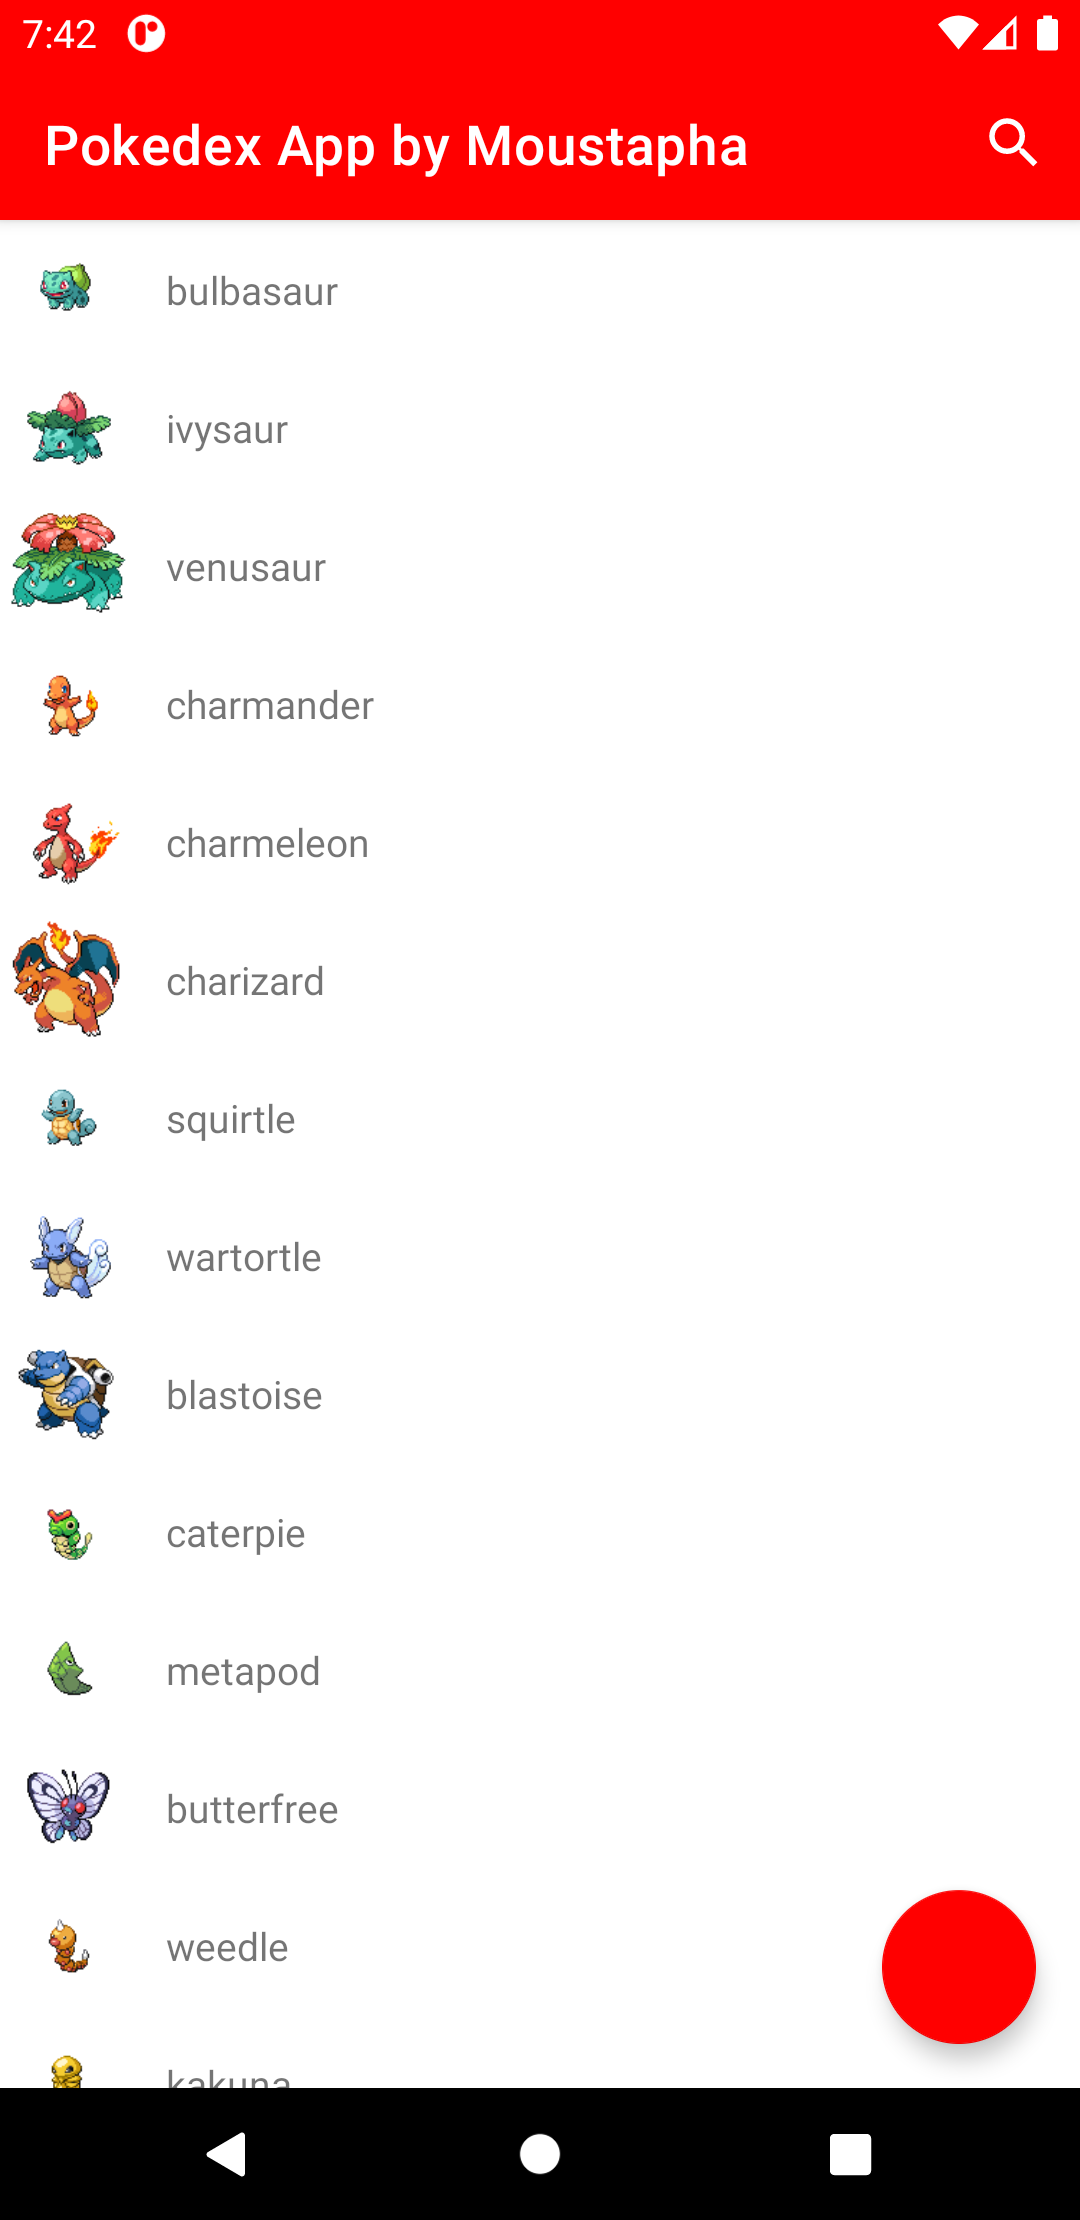 7:42
Pokedex App by Moustapha
bulbasaur
ivysaur
venusaur
charmander
charmeleon
charizard
squirtle
wartortle
blastoise
caterpie
metapod
butterfree
weedle
kakuna